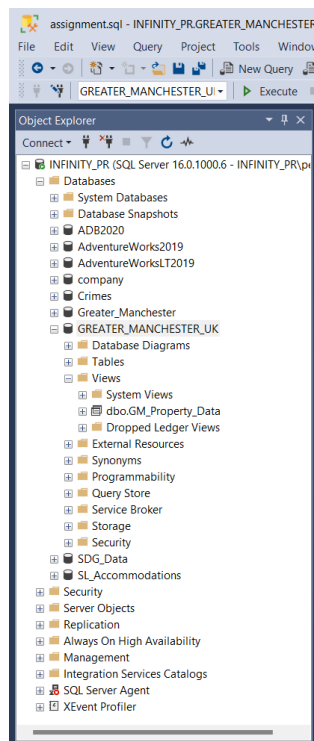 assignment.sql - INFINITY_PR.GREATER_MANCHESTER
File Edit View Query Project Tools Window
New Query
GREATER_MANCHESTER_U Execute
Object Explorer
Connect
INFINITY_PR (SQL Server 16.0.1000.6 - INFINITY_PR\pe
Databases
System Databases
Database Snapshots
ADB2020
AdventureWorks2019
AdventureWorksLT2019
company
Crimes
Greater_Manchester
GREATER_MANCHESTER_UK
Database Diagrams
Tables
Views
System Views
dbo.GM_Property_Data
Dropped Ledger Views
External Resources
Synonyms
Programmability
Query Store
Service Broker
Storage
Security
SDG_Data
SL_Accommodations
Security
Server Objects
Replication
Always On High Availability
Management
Integration Services Catalogs
SQL Server Agent
XEvent Profiler